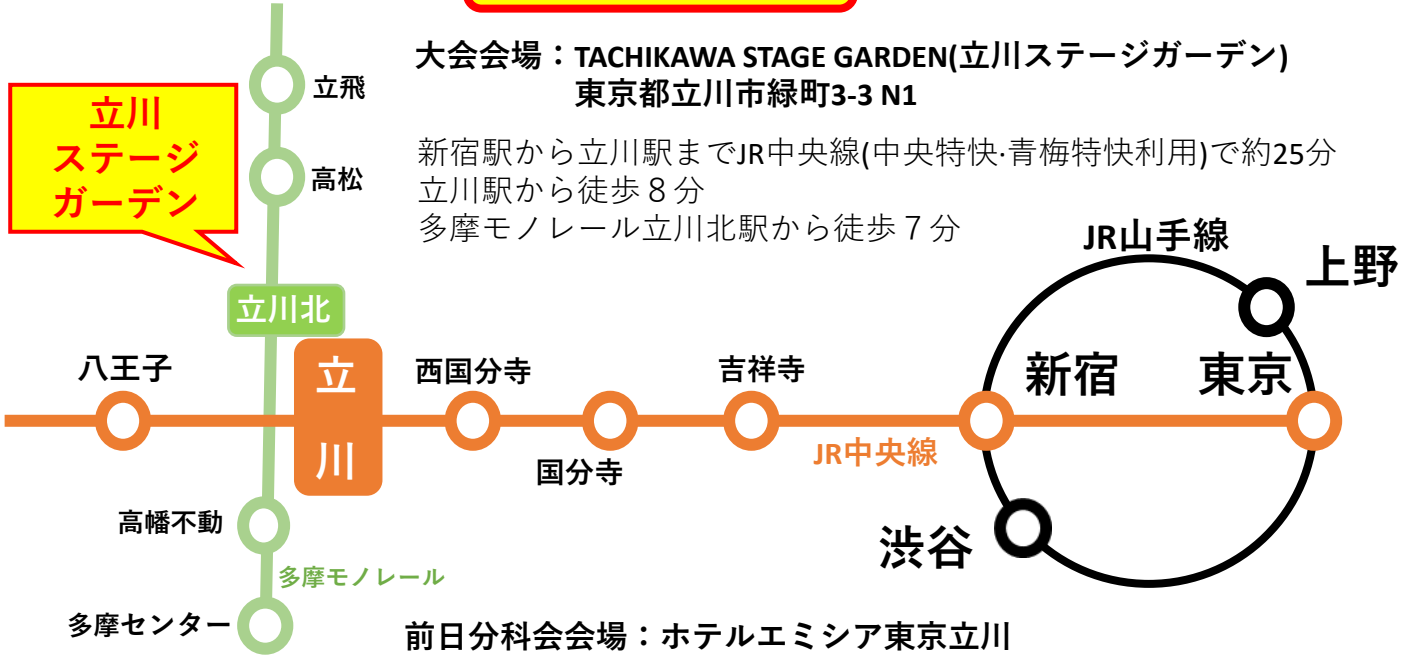 大会会場：TACHIKAWA STAGE GARDEN(立川ステージガーデン)
東京都立川市緑町3-3 N1
新宿駅から立川駅までJR中央線(中央特快･青梅特快利用)で約25分
立川駅から徒歩８分
多摩モノレール立川北駅から徒歩７分
立川
ステージ
ガーデン
立飛
高松
立川北
JR山手線
上野
八王子
立
川
西国分寺
国分寺
吉祥寺
JR中央線
新宿
東京
渋谷
高幡不動
多摩モノレール
多摩センター
前日分科会会場：ホテルエミシア東京立川